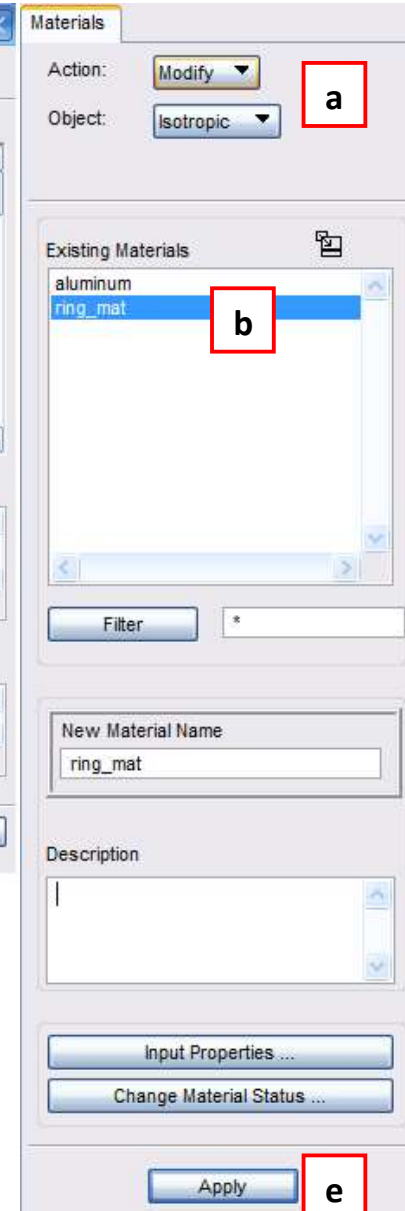 Materials
Action: Modify
a
Object: Isotropic
Existing Materials
aluminum
ring_mat
b
Filter *
New Material Name
ring_mat
Description
Input Properties ...
Change Material Status ...
Apply
e